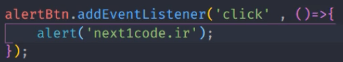 alertBtn.addEventListener('click' , ()=>{
    alert('next1code.ir');
});